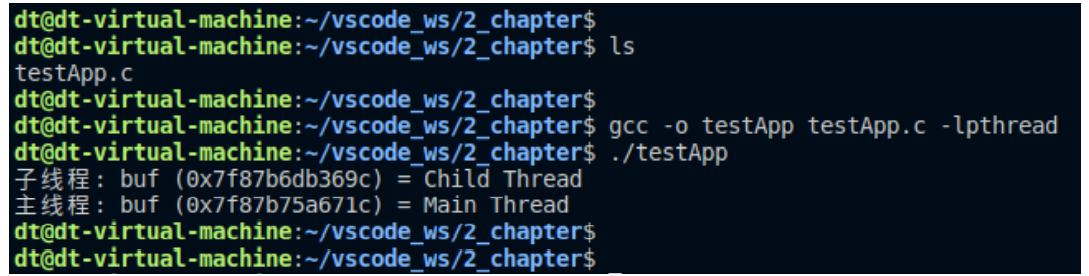 dt@dt-virtual-machine:~/vscode_ws/2_chapter$
dt@dt-virtual-machine:~/vscode_ws/2_chapter$ ls
testApp.c
dt@dt-virtual-machine:~/vscode_ws/2_chapter$
dt@dt-virtual-machine:~/vscode_ws/2_chapter$ gcc -o testApp testApp.c -lpthread
dt@dt-virtual-machine:~/vscode_ws/2_chapter$ ./testApp
子线程: buf (0x7f87b6db369c) = Child Thread
主线程: buf (0x7f87b75a671c) = Main Thread
dt@dt-virtual-machine:~/vscode_ws/2_chapter$
dt@dt-virtual-machine:~/vscode_ws/2_chapter$